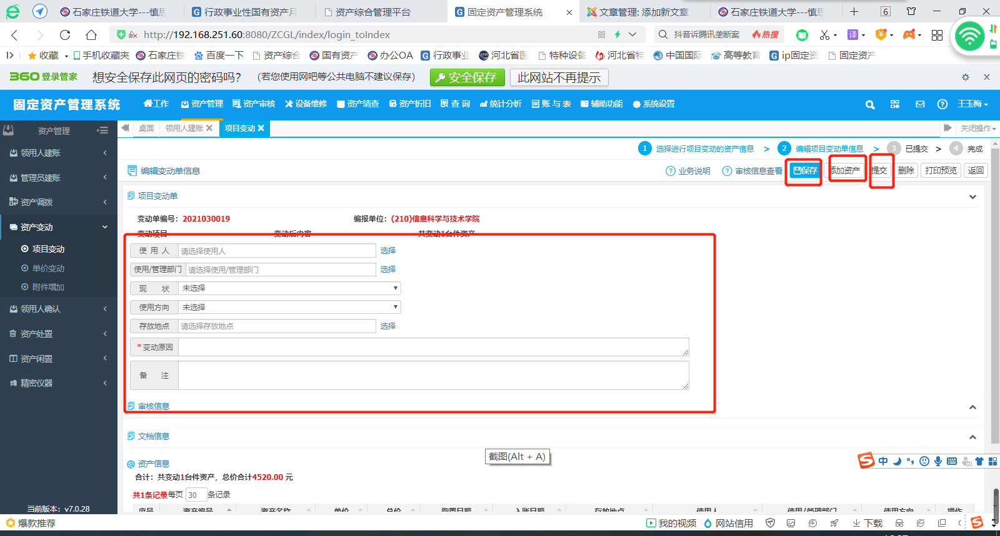 石家庄铁道大学---慎思
行政事业性国有资产月
资产综合管理平台
固定资产管理系统
文章管理: 添加新文章
石家庄铁道大学---慎思
6
http://192.168.251.60:8080/ZCGL/index/login_toIndex
抖音诉腾讯垄断案
热搜
译
收藏
手机收藏夹
石家庄铁
百度一下
资产综合
国有资产
办公OA
行政事业
河北省医
特种设备
河北省特
中国国际
高等教育
ip固定资
固定资产
360登录管家
想安全保存此网页的密码吗?
(若您使用网吧等公共电脑不建议保存)
安全保存
此网站不再提示
固定资产管理系统
工作
资产管理
资产审核
设备维修
资产清查
资产折旧
查 询
统计分析
账 与 表
辅助功能
系统设置
王玉梅
资产管理
桌面
领用人建账
项目变动
关闭操作
领用人建账
管理员建账
资产调拨
资产变动
项目变动
单价变动
附件增加
领用人确认
资产处置
资产闲置
精密仪器
当前版本：v7.0.28
1 选择进行项目变动的资产信息 > 2 编辑项目变动单信息 > 3 已提交 > 4 完成
编辑变动单信息
业务说明
审核信息查看
保存
添加资产
提交
删除
打印预览
返回
项目变动单
变动单编号：2021030019
编报单位：(210)信息科学与技术学院
变动项目
变动后内容
共变动1台件资产
使 用 人 请选择使用人 选择
使用/管理部门 请选择使用/管理部门 选择
现 状 未选择
使用方向 未选择
存放地点 请选择存放地点 选择
*变动原因
备 注
审核信息
文档信息
截图(Alt + A)
资产信息
中
合计：共变动1台件资产，总价合计4520.00 元
共1条记录每页 30 条记录
序号 资产编号 资产名称 单价 总价 购置日期 入账日期 存放地点 使用人 使用/管理部门 使用方向 操作
爆款推荐
我的视频
网站信用
下载